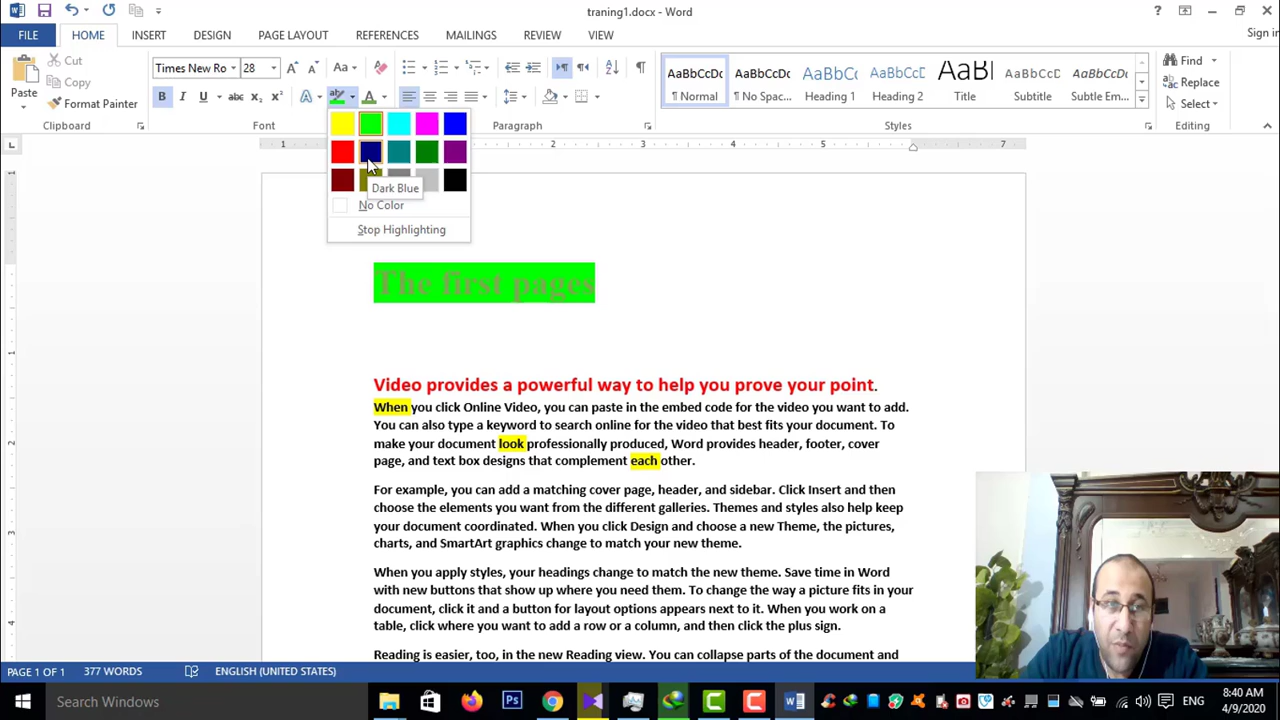 traning1.docx - Word
Sign in
FILE HOME INSERT DESIGN PAGE LAYOUT REFERENCES MAILINGS REVIEW VIEW
Cut
Copy
Format Painter
Paste
Clipboard
Times New Ro 28
Font
Paragraph
AaBbCcDc
¶ Normal
AaBbCcDc
¶ No Spac...
AaBbCc
Heading 1
AaBbCcD
Heading 2
AaBl
Title
AaBbCcD
Subtitle
AaBbCcDc
Subtle Em...
Styles
Find
Replace
Select
Editing
Dark Blue
No Color
Stop Highlighting
1 2 3 4 5 6 7
The first pages
Video provides a powerful way to help you prove your point.
When you click Online Video, you can paste in the embed code for the video you want to add.
You can also type a keyword to search online for the video that best fits your document. To
make your document look professionally produced, Word provides header, footer, cover
page, and text box designs that complement each other.
For example, you can add a matching cover page, header, and sidebar. Click Insert and then
choose the elements you want from the different galleries. Themes and styles also help keep
your document coordinated. When you click Design and choose a new Theme, the pictures,
charts, and SmartArt graphics change to match your new theme.
When you apply styles, your headings change to match the new theme. Save time in Word
with new buttons that show up where you need them. To change the way a picture fits in your
document, click it and a button for layout options appears next to it. When you work on a
table, click where you want to add a row or a column, and then click the plus sign.
Reading is easier, too, in the new Reading view. You can collapse parts of the document and
PAGE 1 OF 1 377 WORDS ENGLISH (UNITED STATES)
Search Windows
ENG
8:40 AM
4/9/2020